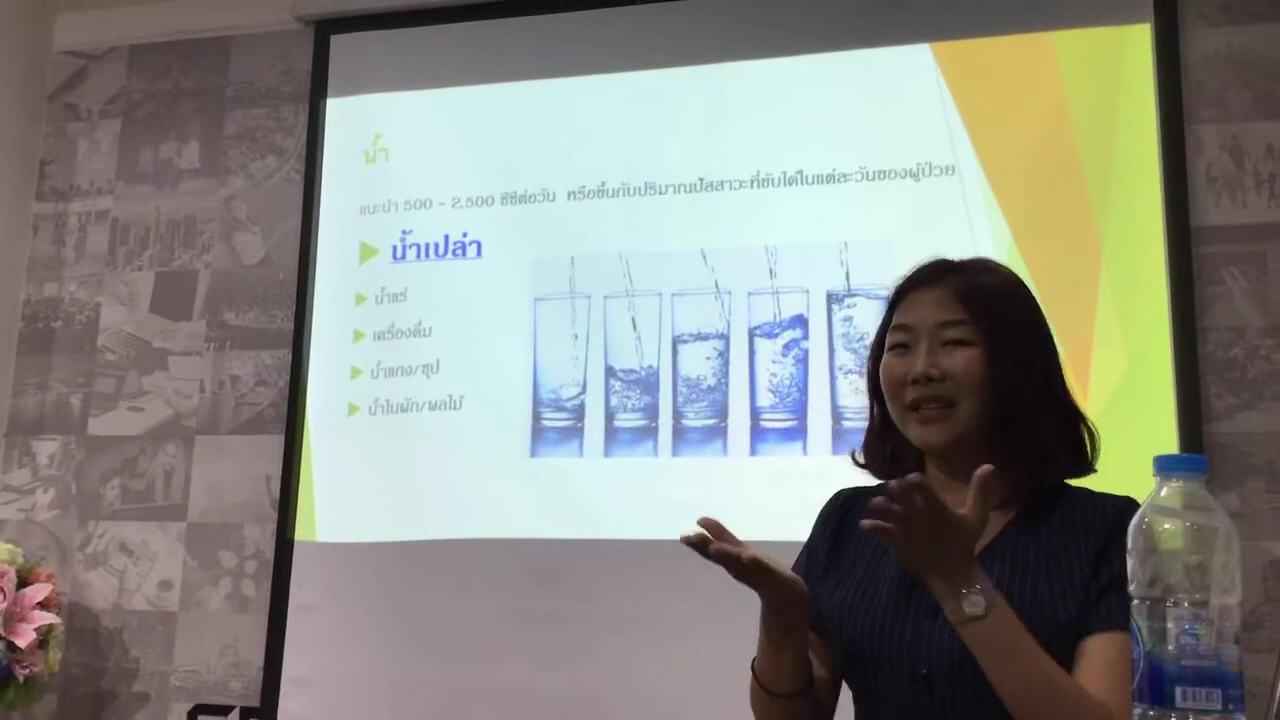 น้ำ
แนะนำ 500 - 2,500 ซีซีต่อวัน หรือขึ้นกับปริมาณปัสสาวะที่ขับได้ในแต่ละวันของผู้ป่วย
น้ำเปล่า
น้ำแร่
เครื่องดื่ม
น้ำแกง/ซุป
น้ำในผัก/ผลไม้